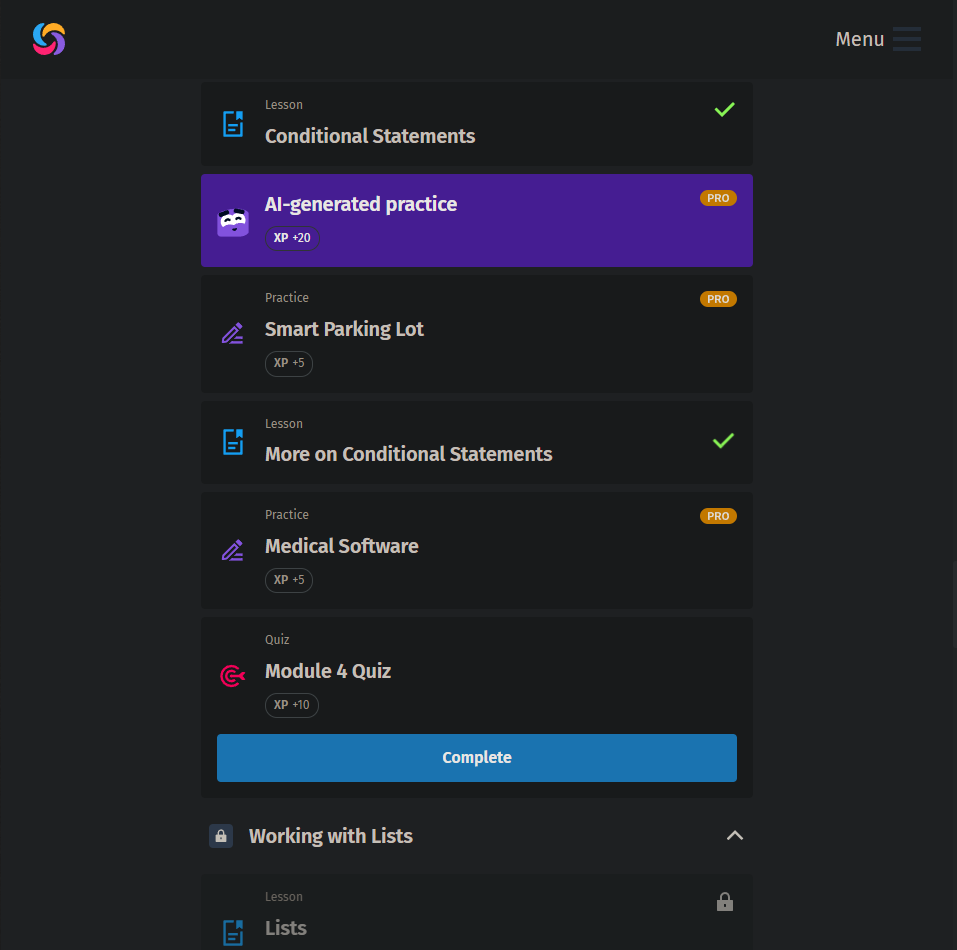 Menu
Lesson
Conditional Statements
AI-generated practice
PRO
XP +20
Practice
PRO
Smart Parking Lot
XP +5
Lesson
More on Conditional Statements
Practice
PRO
Medical Software
XP +5
Quiz
Module 4 Quiz
XP +10
Complete
Working with Lists
Lesson
Lists